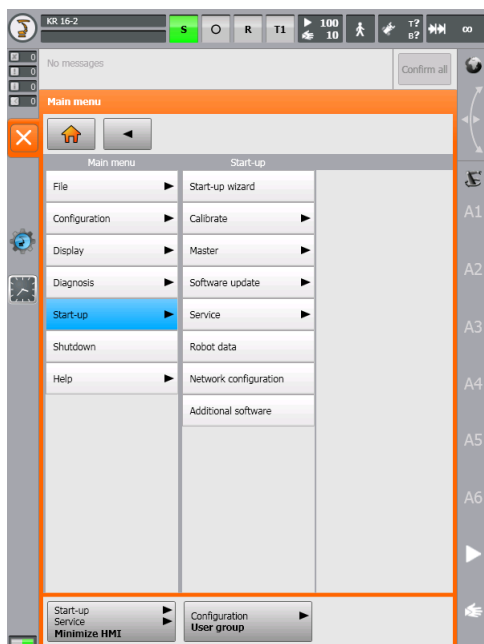 KR 16-2
S O R T1 100 10 T? B? ∞
0
0
0
0
No messages
Confirm all
Main menu
Main menu
Start-up
File
Start-up wizard
Configuration
Calibrate
Display
Master
Diagnosis
Software update
Start-up
Service
Shutdown
Robot data
Help
Network configuration
Additional software
A1
A2
A3
A4
A5
A6
Start-up
Service
Minimize HMI
Configuration
User group